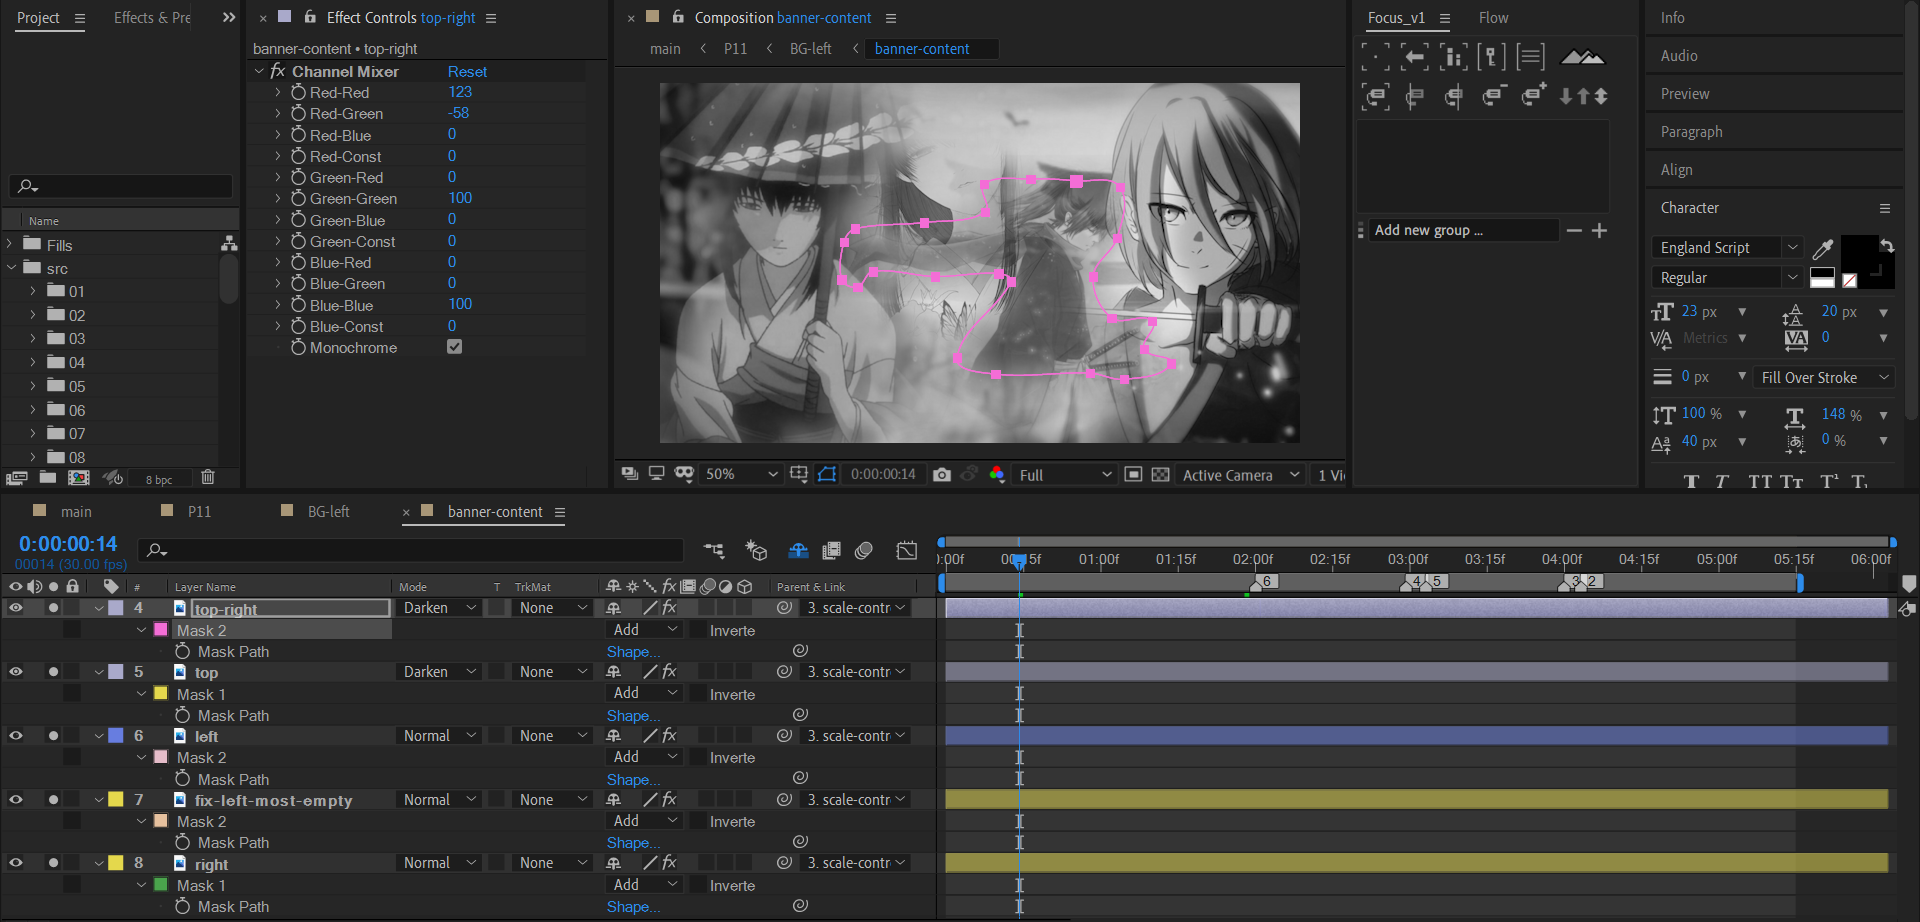 Project
Effects & Pre
Effect Controls top-right
Composition banner-content
Focus_v1
Flow
Info
Audio
Preview
Paragraph
Align
Character
banner-content • top-right
main
P11
BG-left
banner-content
fx Channel Mixer Reset
Red-Red 123
Red-Green -58
Red-Blue 0
Red-Const 0
Green-Red 0
Green-Green 100
Green-Blue 0
Green-Const 0
Blue-Red 0
Blue-Green 0
Blue-Blue 100
Blue-Const 0
Monochrome
Name
Fills
src
01
02
03
04
05
06
07
08
8 bpc
50%
0:00:00:14
Full
Active Camera
1 Vi
Add new group ...
England Script
Regular
23 px
20 px
Metrics
0
0 px
Fill Over Stroke
100 %
148 %
40 px
0 %
main
P11
BG-left
banner-content
0:00:00:14
00014 (30.00 fps)
# Layer Name Mode T TrkMat Parent & Link
:00f 00:15f 01:00f 01:15f 02:00f 02:15f 03:00f 03:15f 04:00f 04:15f 05:00f 05:15f 06:00f
6 4 5 3 2
4 top-right Darken None 3. scale-contr
Mask 2 Add Inverte
Mask Path Shape...
5 top Darken None 3. scale-contr
Mask 1 Add Inverte
Mask Path Shape...
6 left Normal None 3. scale-contr
Mask 2 Add Inverte
Mask Path Shape...
7 fix-left-most-empty Normal None 3. scale-contr
Mask 2 Add Inverte
Mask Path Shape...
8 right Normal None 3. scale-contr
Mask 1 Add Inverte
Mask Path Shape...